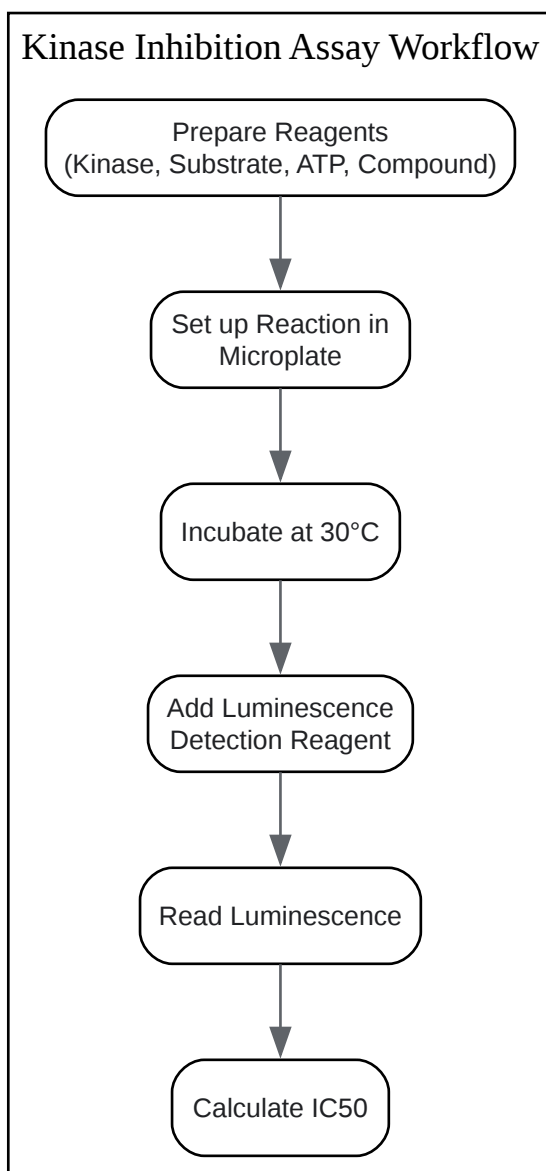 Kinase Inhibition Assay Workflow
Prepare Reagents
(Kinase, Substrate, ATP, Compound)
Set up Reaction in
Microplate
Incubate at 30°C
Add Luminescence
Detection Reagent
Read Luminescence
Calculate IC50